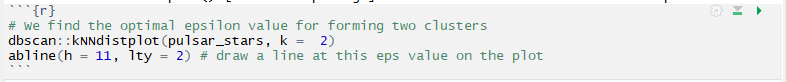 ```{r}
# We find the optimal epsilon value for forming two clusters
dbscan::kNNdistplot(pulsar_stars, k =  2)
abline(h = 11, lty = 2) # draw a line at this eps value on the plot
```